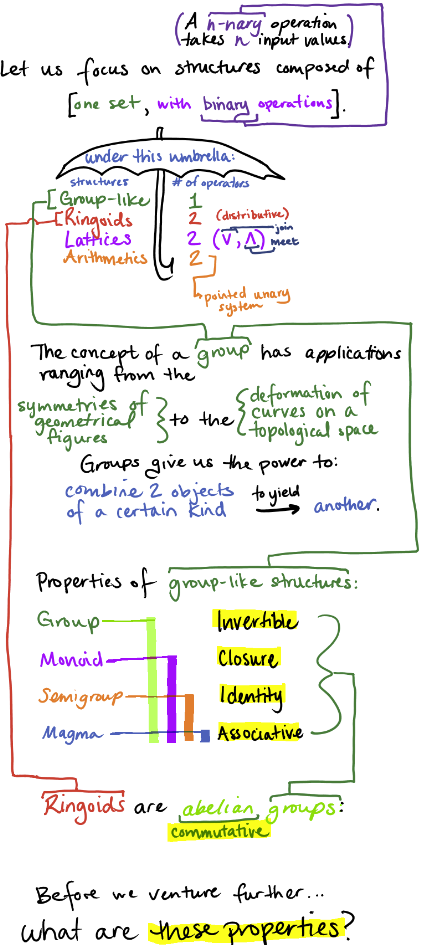 (A n-nary operation
takes n input values.)
Let us focus on structures composed of
[one set, with binary operations].
under this umbrella:
structures # of operators
Group-like 1
Ringoids 2 (distributive)
Lattices 2 (V, Λ) join meet
Arithmetics 2
pointed unary
system
The concept of a group has applications
ranging from the
symmetries of
geometrical
figures
to the
deformation of
curves on a
topological space
Groups give us the power to:
combine 2 objects
of a certain kind
to yield
another.
Properties of group-like structures:
Group Invertible
Monoid Closure
Semigroup Identity
Magma Associative
Ringoids are abelian groups:
commutative
Before we venture further...
what are these properties?